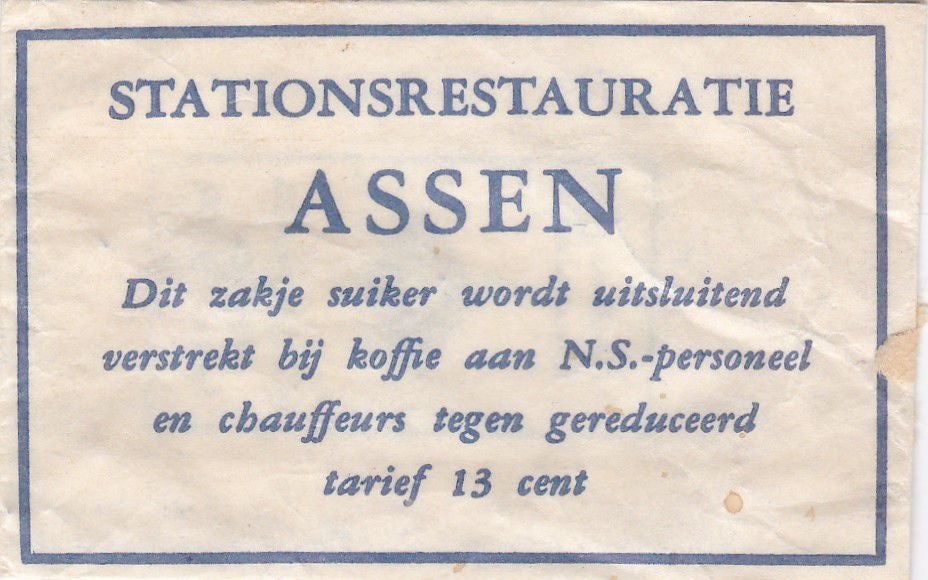 STATIONSRESTAURATIE
ASSEN
Dit zakje suiker wordt uitsluitend
verstrekt bij koffie aan N.S.-personeel
en chauffeurs tegen gereduceerd
tarief 13 cent